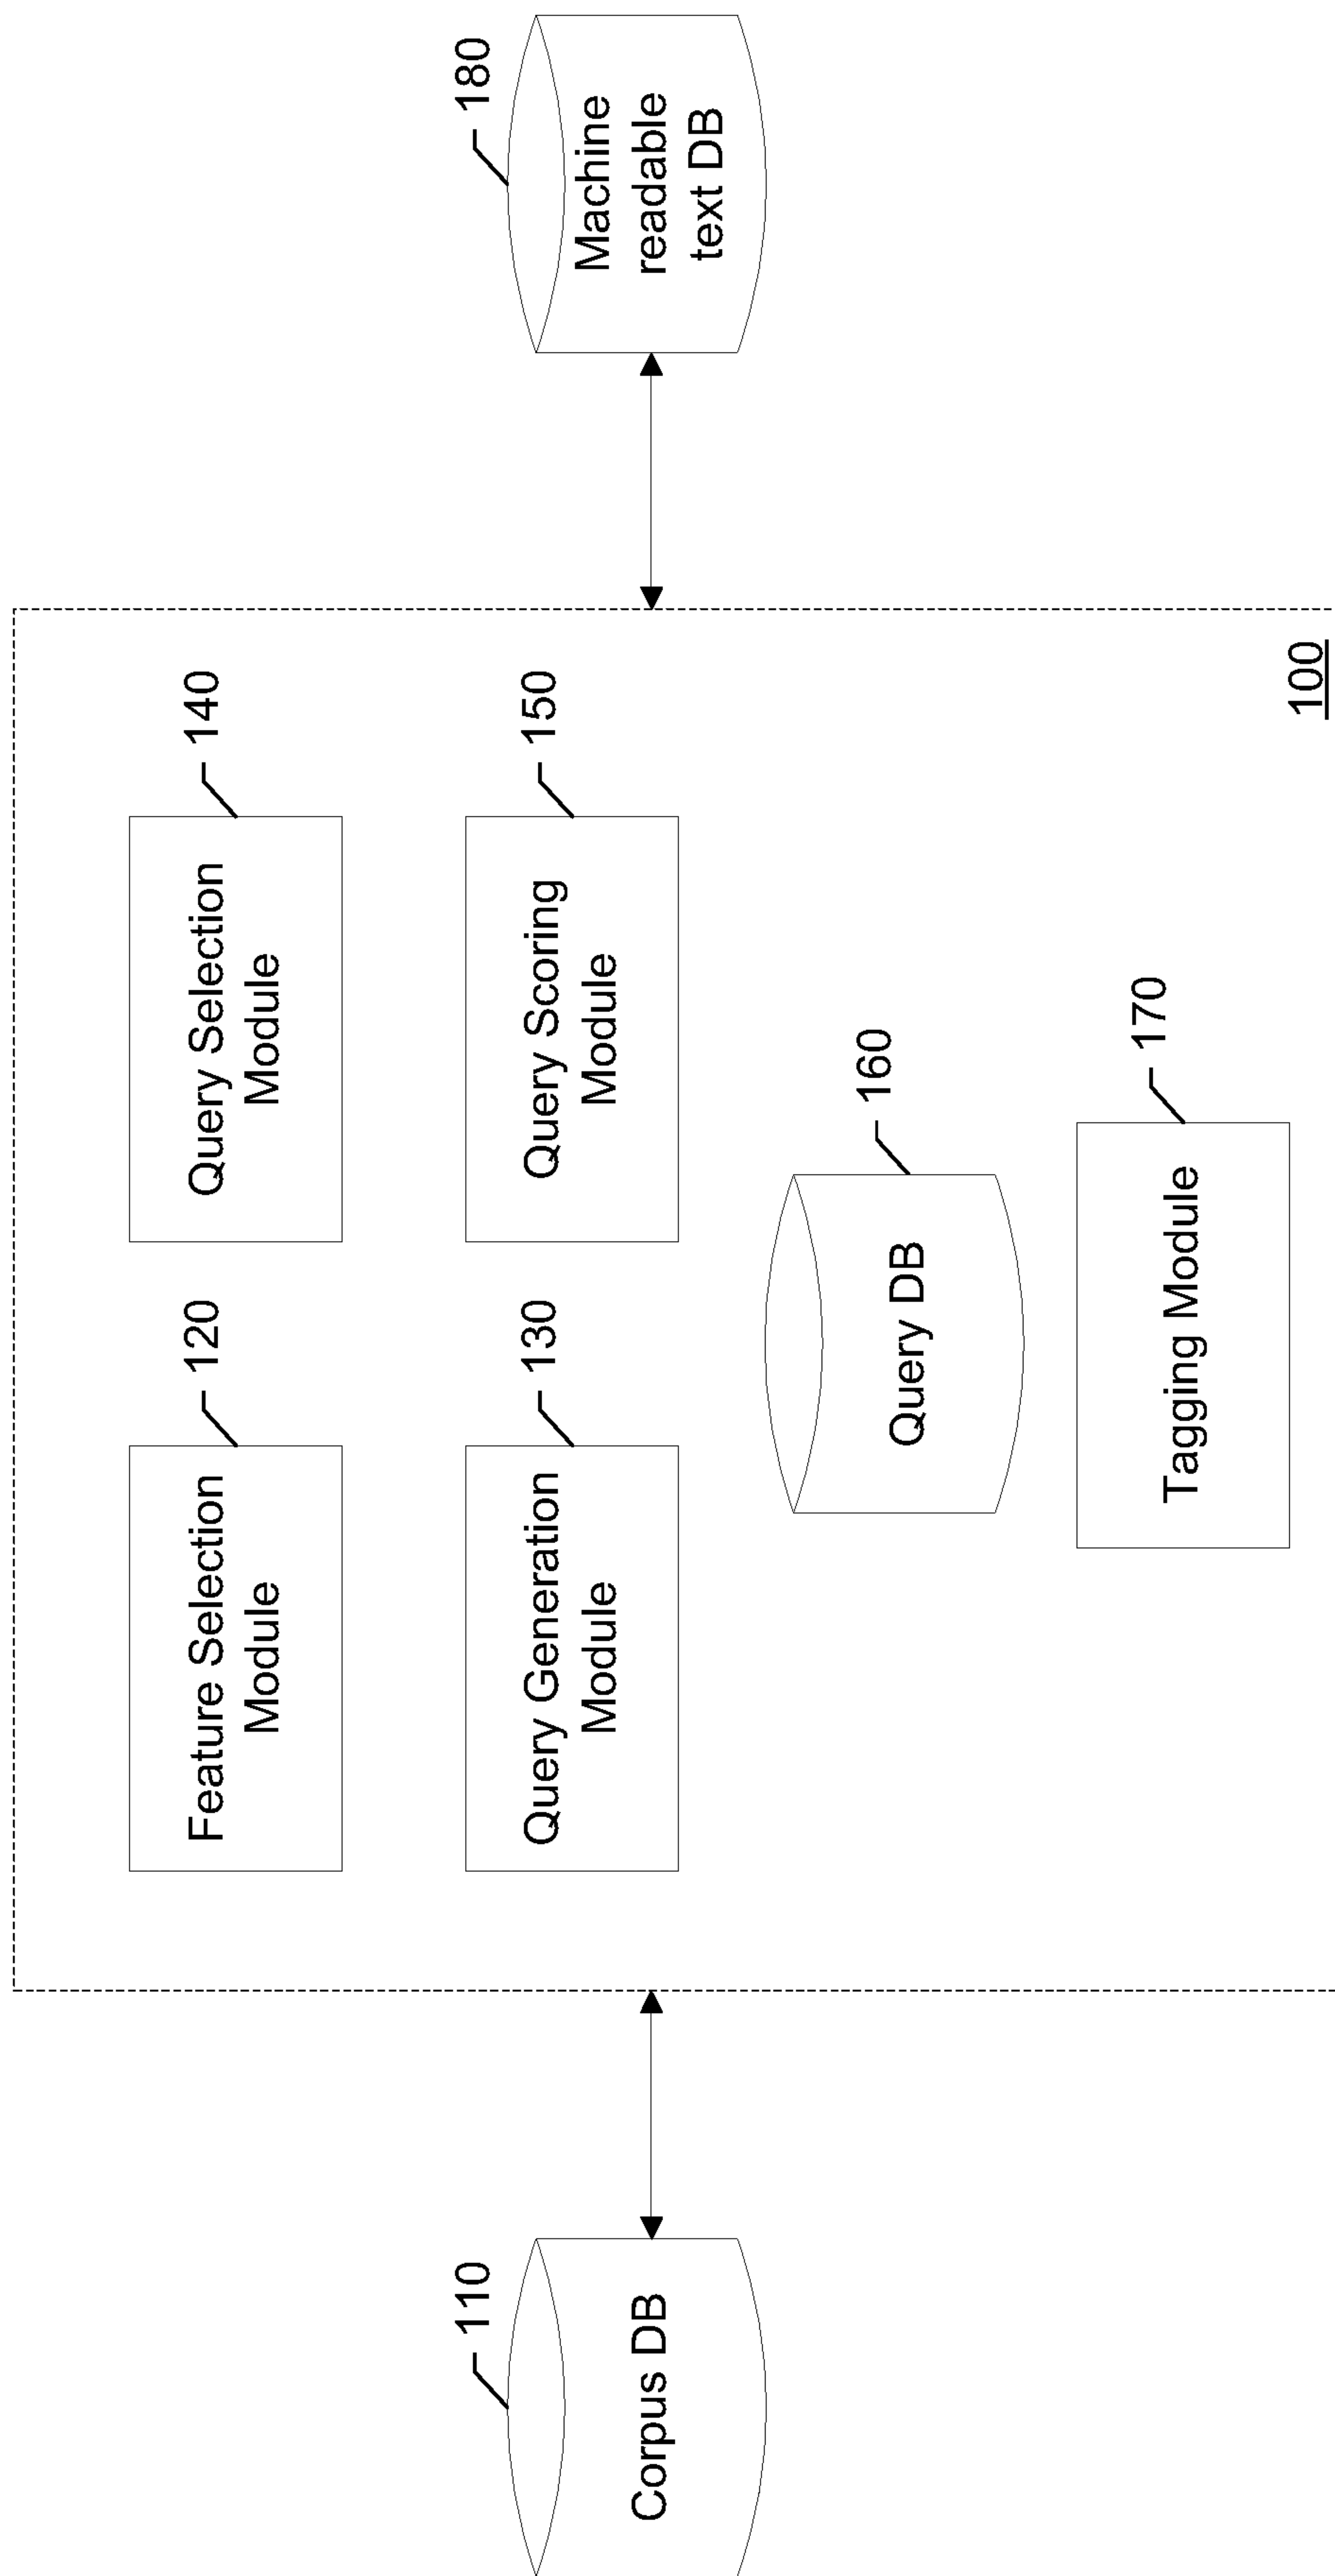 110
Corpus DB
120
Feature Selection
Module
140
Query Selection
Module
130
Query Generation
Module
150
Query Scoring
Module
160
Query DB
170
Tagging Module
100
180
Machine
readable
text DB